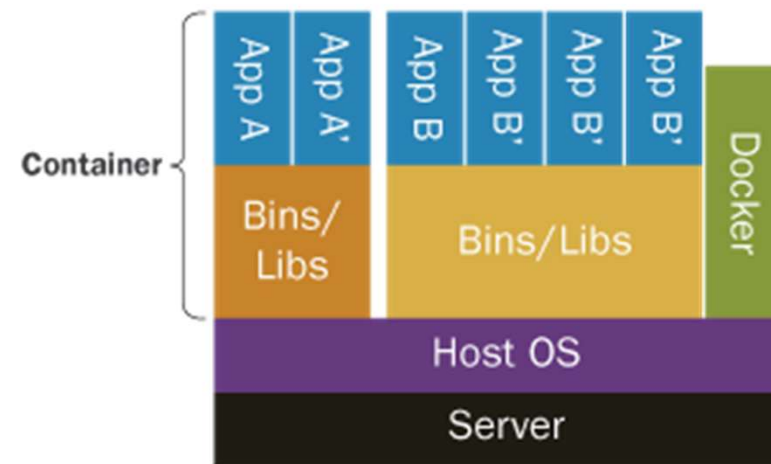 App A
App A'
App B
App B'
App B'
App B'
Docker
Container
Bins/
Libs
Bins/Libs
Host OS
Server